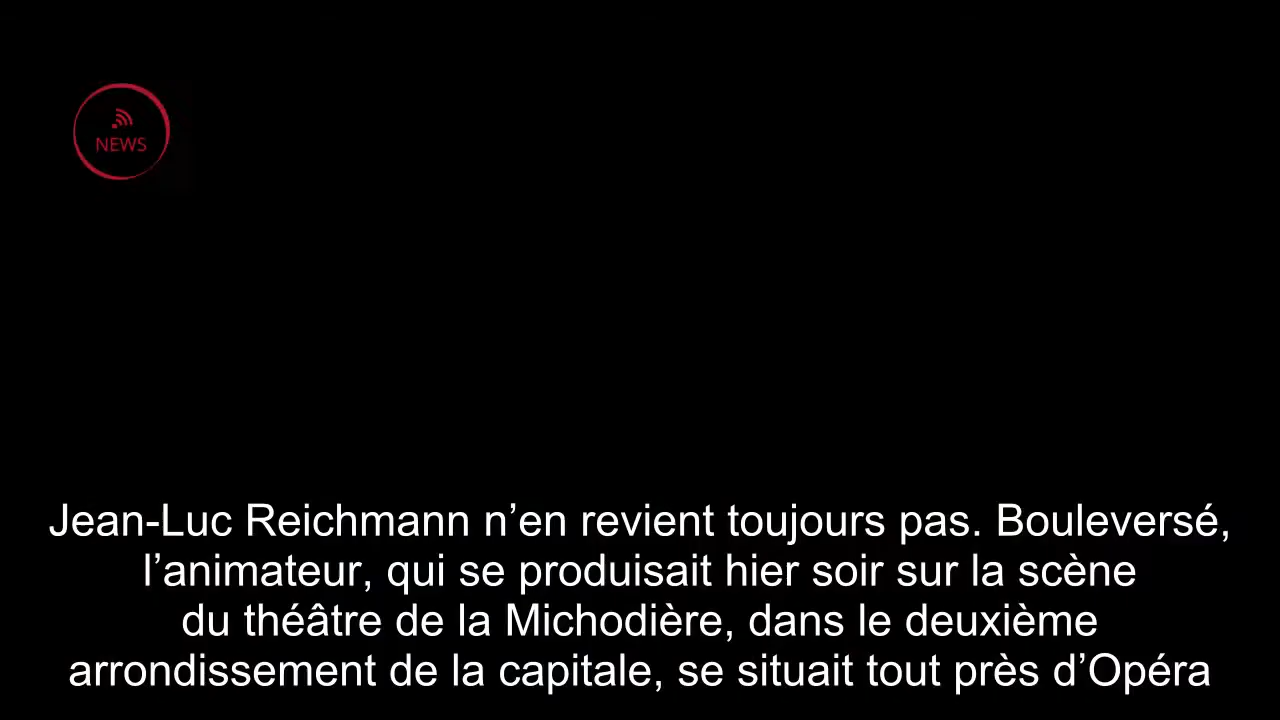 NEWS
Jean-Luc Reichmann n’en revient toujours pas. Bouleversé,
l’animateur, qui se produisait hier soir sur la scène
du théâtre de la Michodière, dans le deuxième
arrondissement de la capitale, se situait tout près d’Opéra